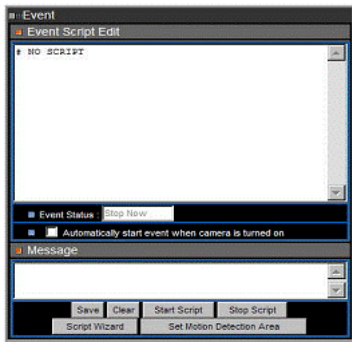 Event
Event Script Edit
# NO SCRIPT
Event Status : Stop Now
Automatically start event when camera is turned on
Message
Save Clear Start Script Stop Script
Script Wizard Set Motion Detection Area